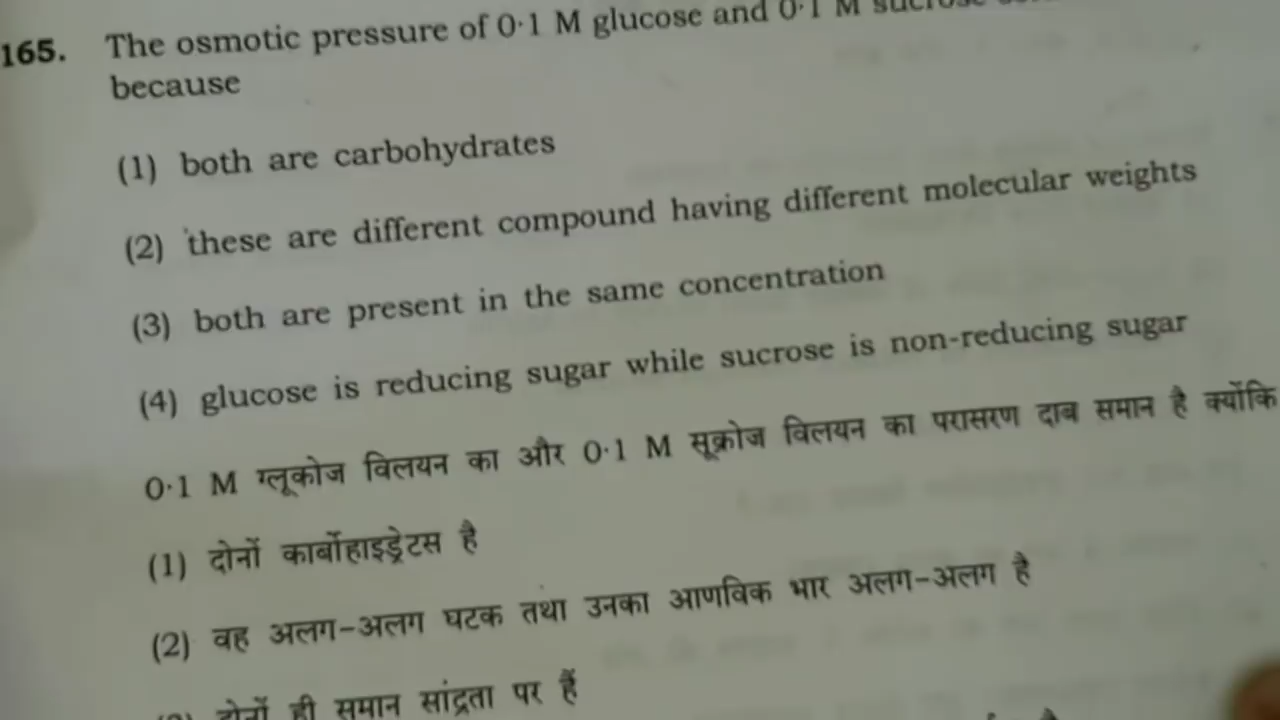 165. The osmotic pressure of 0·1 M glucose and 0·1 M
because
(1) both are carbohydrates
(2) these are different compound having different molecular weights
(3) both are present in the same concentration
(4) glucose is reducing sugar while sucrose is non-reducing sugar
0·1 M ग्लूकोज विलयन का और 0·1 M सूक्रोज विलयन का परासरण दाब समान है क्योंकि
(1) दोनों कार्बोहाइड्रेटस है
(2) वह अलग-अलग घटक तथा उनका आणविक भार अलग-अलग है
दोनों ही समान सांद्रता पर हैं